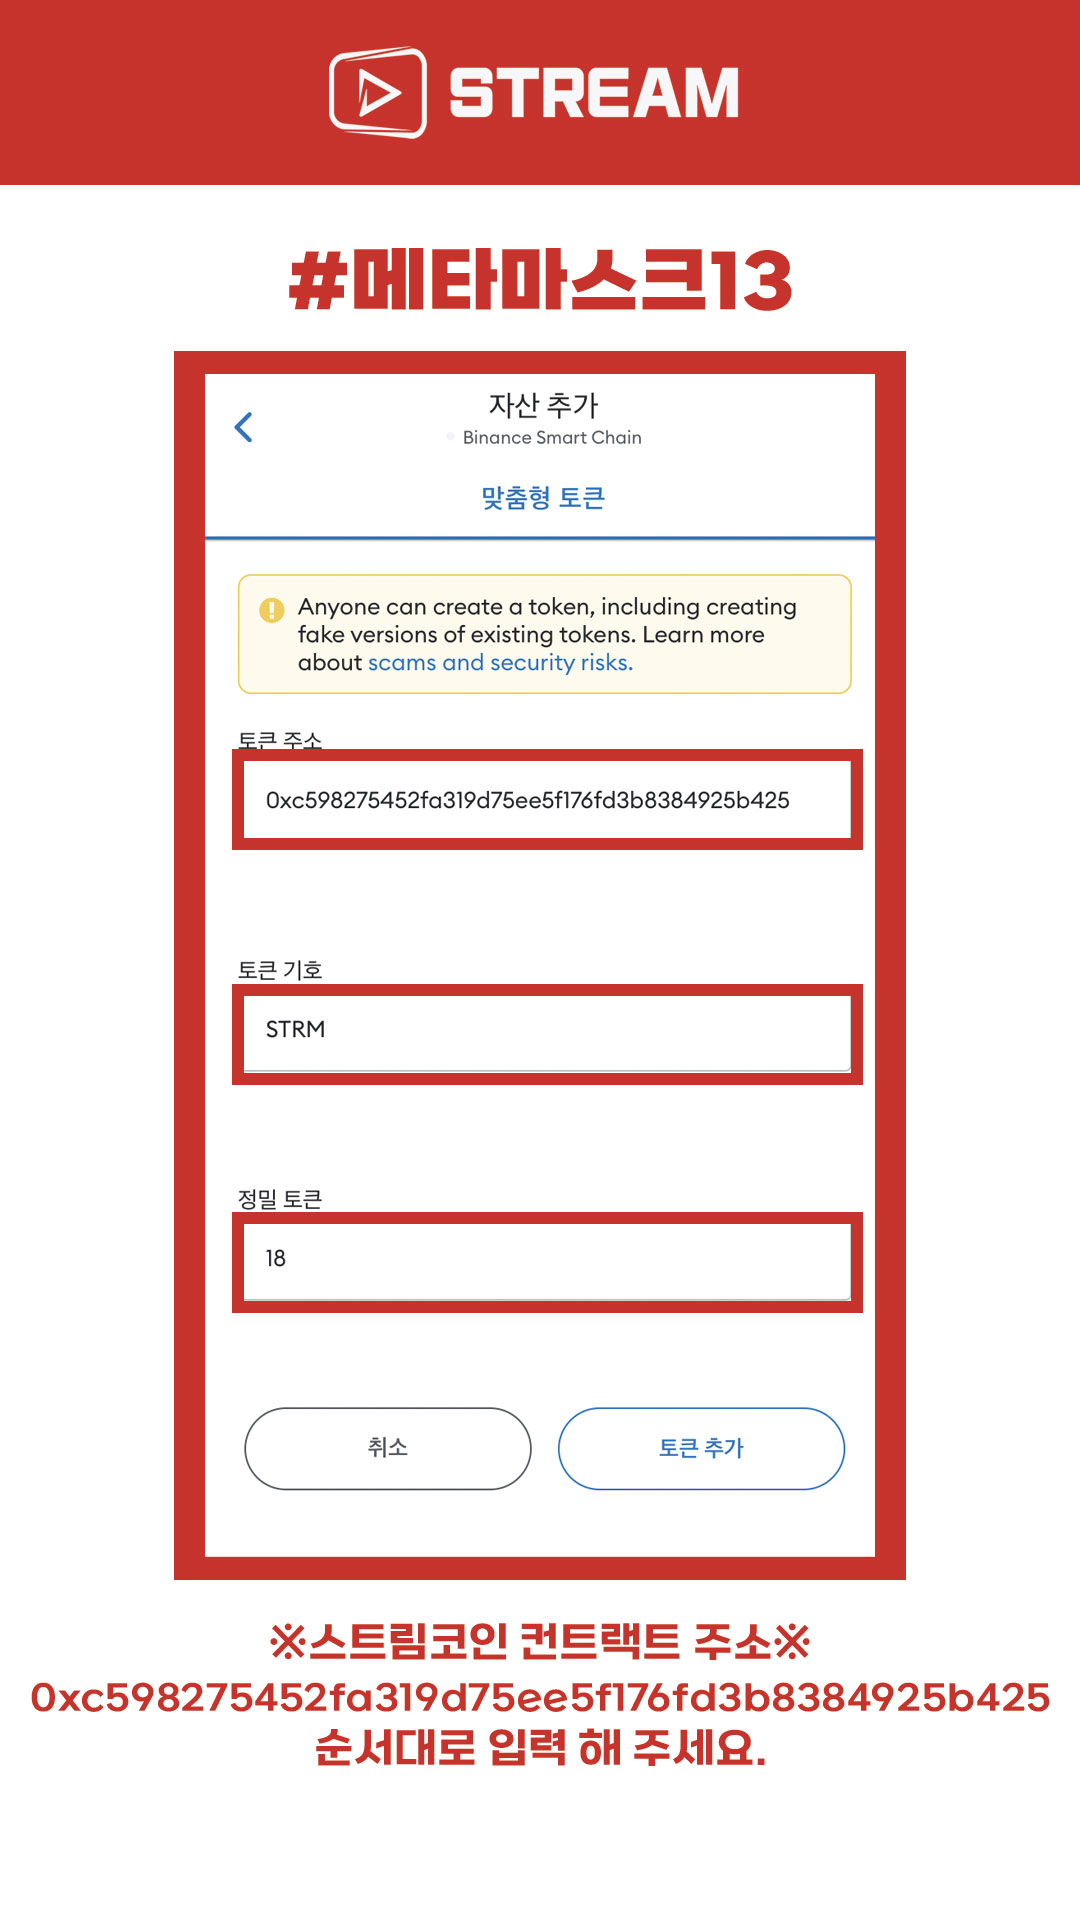 STREAM
#메타마스크13
자산 추가
Binance Smart Chain
맞춤형 토큰
Anyone can create a token, including creating
fake versions of existing tokens. Learn more
about scams and security risks.
토큰 주소
0xc598275452fa319d75ee5f176fd3b8384925b425
토큰 기호
STRM
정밀 토큰
18
취소 토큰 추가
※스트림코인 컨트랙트 주소※
0xc598275452fa319d75ee5f176fd3b8384925b425
순서대로 입력 해 주세요.